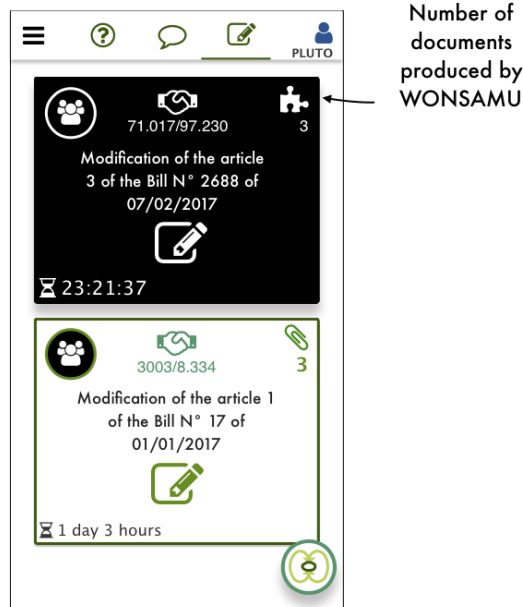 Number of
documents
produced by
WONSAMU
?
PLUTO
71.017/97.230
3
Modification of the article
3 of the Bill N° 2688 of
07/02/2017
23:21:37
3003/8.334
3
Modification of the article 1
of the Bill N° 17 of
01/01/2017
1 day 3 hours